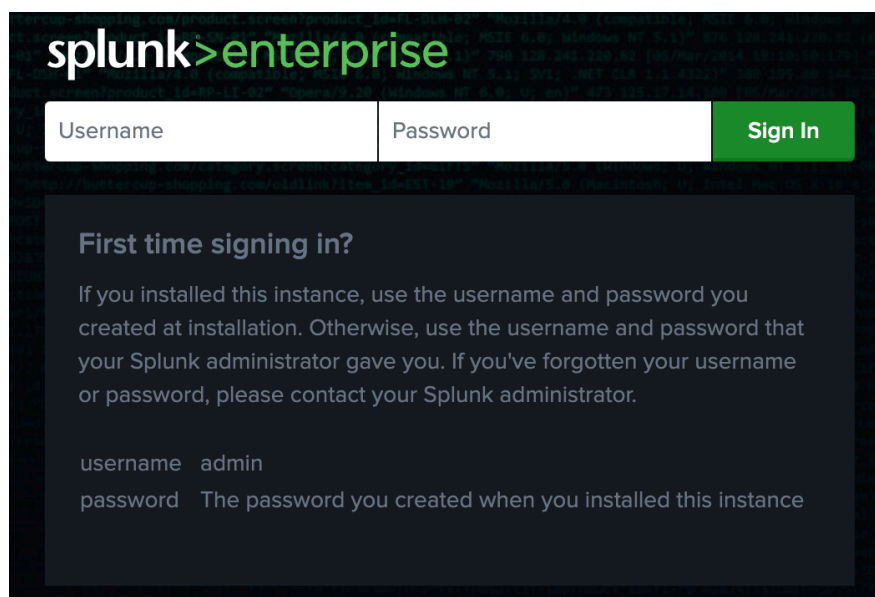 splunk>enterprise
Username
Password
Sign In
First time signing in?
If you installed this instance, use the username and password you
created at installation. Otherwise, use the username and password that
your Splunk administrator gave you. If you've forgotten your username
or password, please contact your Splunk administrator.
username admin
password The password you created when you installed this instance